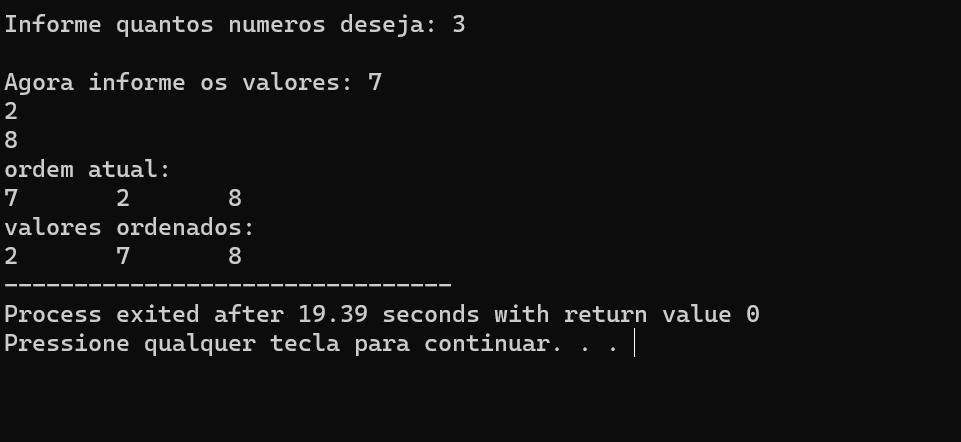 Informe quantos numeros deseja: 3
Agora informe os valores: 7
2
8
ordem atual:
7 2 8
valores ordenados:
2 7 8
--------------------------------
Process exited after 19.39 seconds with return value 0
Pressione qualquer tecla para continuar. . .